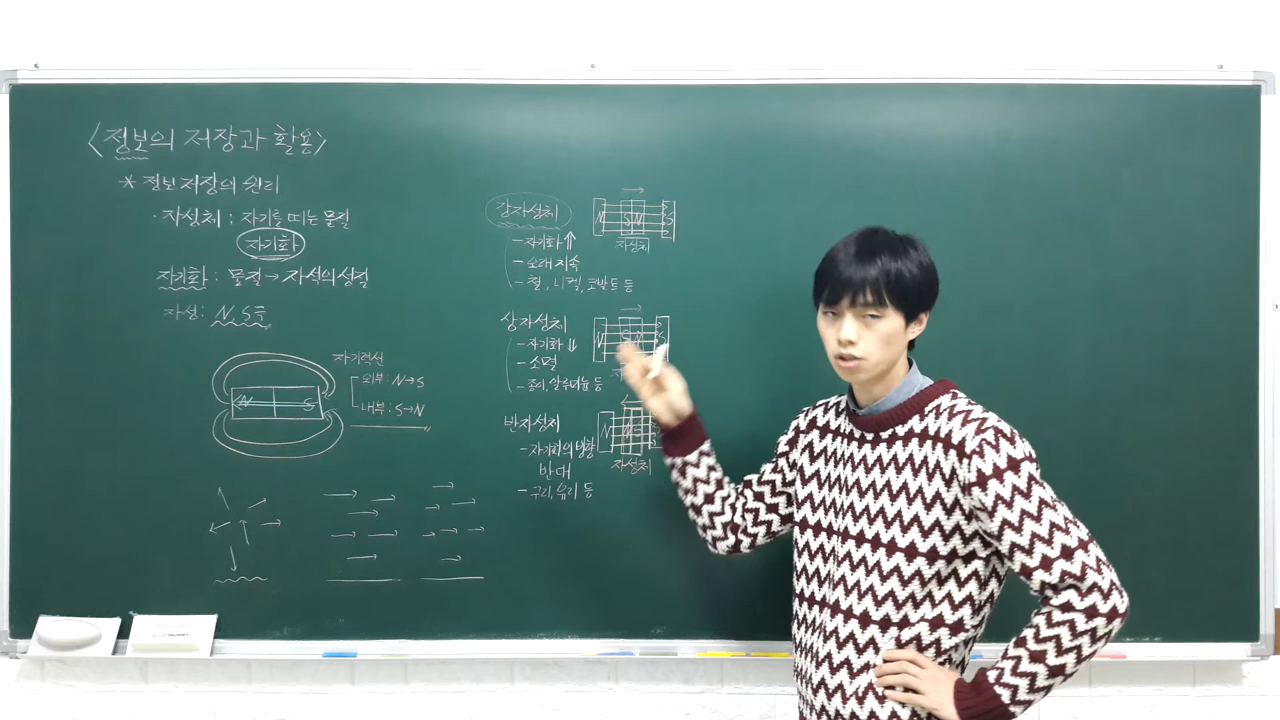 <정보의 저장과 활용>
* 정보저장의 원리
· 자성체 : 자기를 띠는 물질
자기화
자기화 : 물질→자석의 성질
자성 : N, S극
자기력선
외부 : N→S
내부 : S→N
N S
강자성체
- 자기화 ⇑
- 오래 지속
- 철, 니켈, 코발트 등
N S N S
자성체
상자성체
- 자기화 ⇓
- 소멸
- 종이, 알루미늄 등
N S N S
반자성체
- 자기화의 방향
반대
- 구리, 유리 등
N
자성체